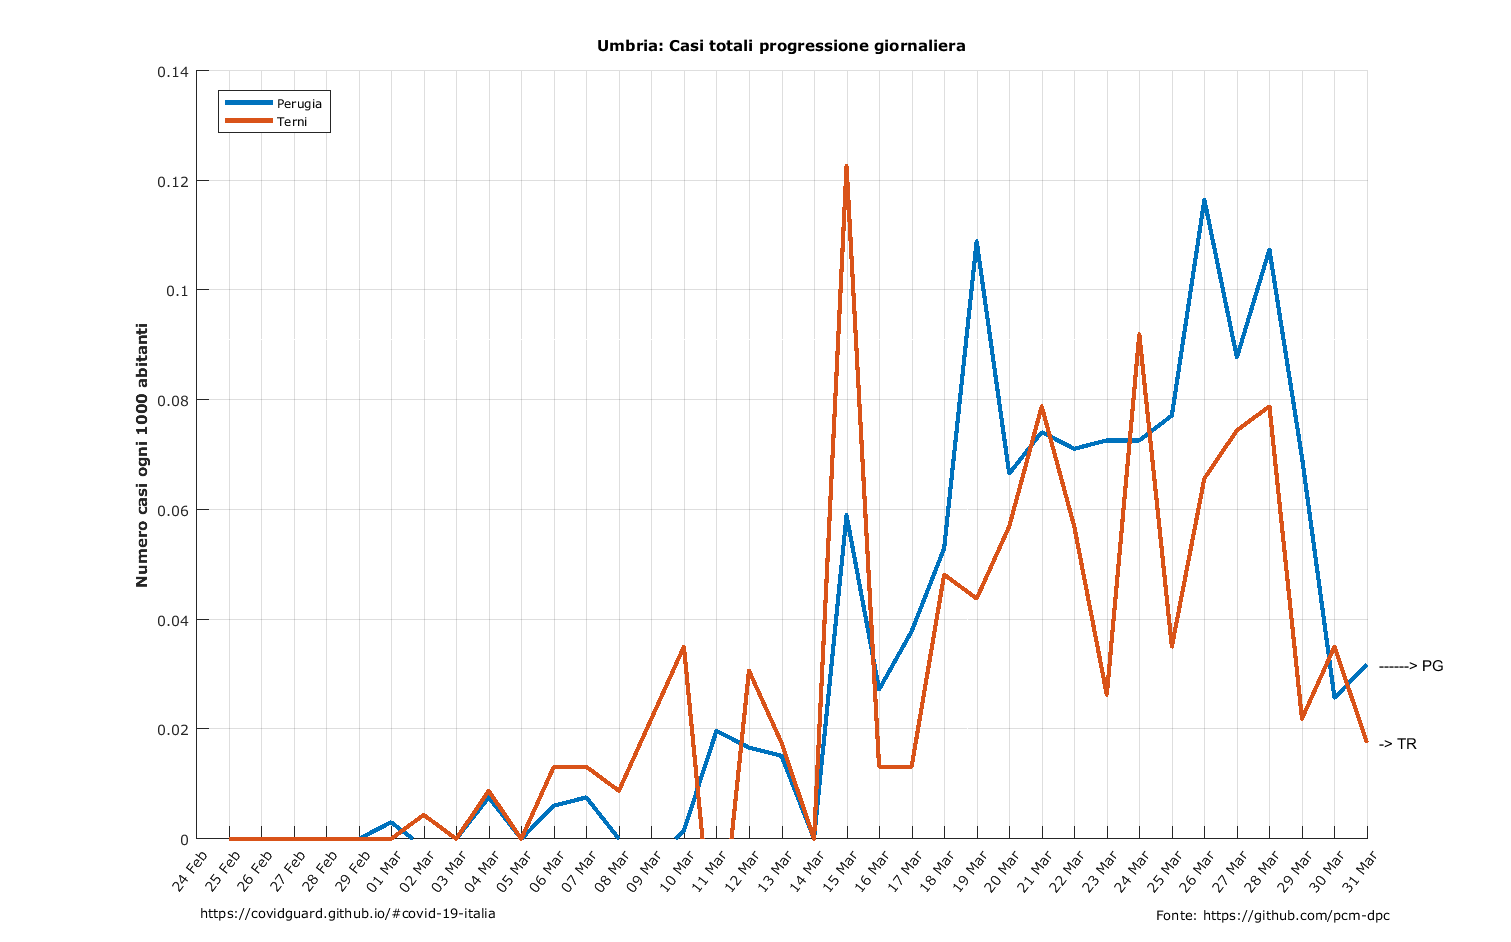 Umbria: Casi totali progressione giornaliera
0.14
0.12
0.1
0.08
0.06
0.04
0.02
0
Numero casi ogni 1000 abitanti
Perugia
Terni
------> PG
-> TR
24 Feb
25 Feb
26 Feb
27 Feb
28 Feb
29 Feb
01 Mar
02 Mar
03 Mar
04 Mar
05 Mar
06 Mar
07 Mar
08 Mar
09 Mar
10 Mar
11 Mar
12 Mar
13 Mar
14 Mar
15 Mar
16 Mar
17 Mar
18 Mar
19 Mar
20 Mar
21 Mar
22 Mar
23 Mar
24 Mar
25 Mar
26 Mar
27 Mar
28 Mar
29 Mar
30 Mar
31 Mar
https://covidguard.github.io/#covid-19-italia
Fonte: https://github.com/pcm-dpc